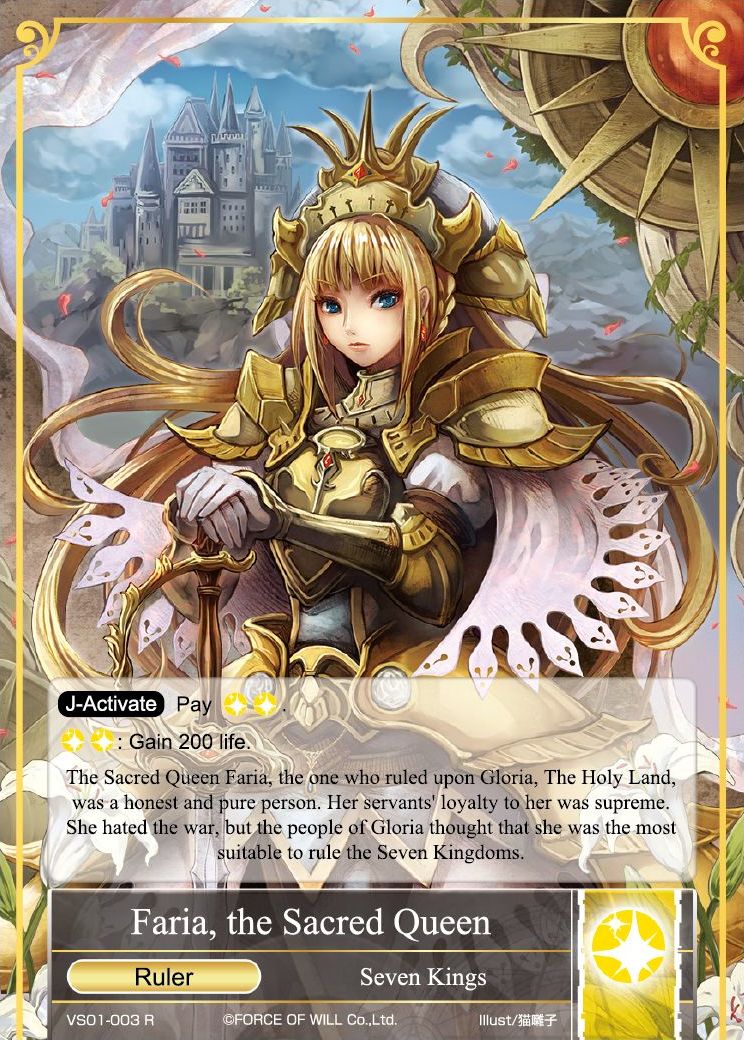 J-Activate Pay .
: Gain 200 life.
The Sacred Queen Faria, the one who ruled upon Gloria, The Holy Land,
was a honest and pure person. Her servants' loyalty to her was supreme.
She hated the war, but the people of Gloria thought that she was the most
suitable to rule the Seven Kingdoms.
Faria, the Sacred Queen
Ruler Seven Kings
VS01-003 R ©FORCE OF WILL Co.,Ltd. Illust/猫囃子